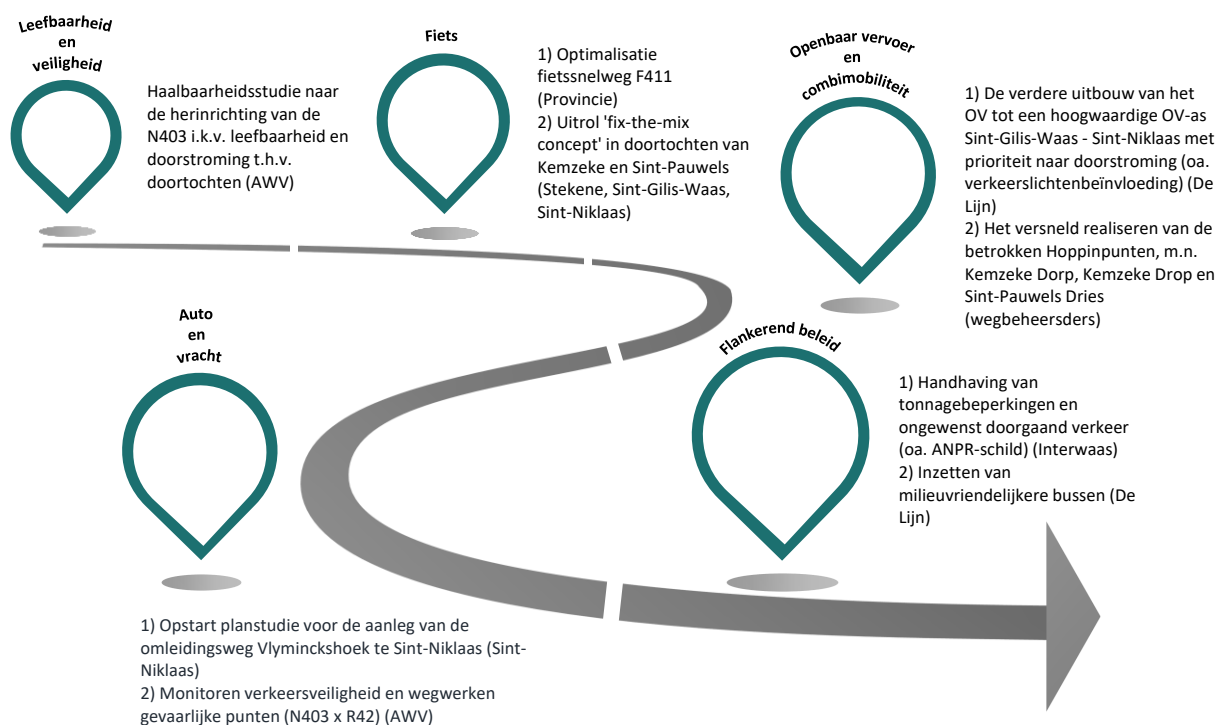 Leefbaarheid
en
veiligheid
Haalbaarheidsstudie naar
de herinrichting van de
N403 i.k.v. leefbaarheid en
doorstroming t.h.v.
doortochten (AWV)
Fiets
1) Optimalisatie
fietssnelweg F411
(Provincie)
2) Uitrol 'fix-the-mix
concept' in doortochten van
Kemzeke en Sint-Pauwels
(Stekene, Sint-Gilis-Waas,
Sint-Niklaas)
Openbaar vervoer
en
combimobiliteit
1) De verdere uitbouw van het
OV tot een hoogwaardige OV-as
Sint-Gilis-Waas - Sint-Niklaas met
prioriteit naar doorstroming (oa.
verkeerslichtenbeïnvloeding) (De
Lijn)
2) Het versneld realiseren van de
betrokken Hoppinpunten, m.n.
Kemzeke Dorp, Kemzeke Drop en
Sint-Pauwels Dries
(wegbeheersders)
Auto
en
vracht
1) Opstart planstudie voor de aanleg van de
omleidingsweg Vlyminckshoek te Sint-Niklaas (Sint-
Niklaas)
2) Monitoren verkeersveiligheid en wegwerken
gevaarlijke punten (N403 x R42) (AWV)
Flankerend beleid
1) Handhaving van
tonnagebeperkingen en
ongewenst doorgaand verkeer
(oa. ANPR-schild) (Interwaas)
2) Inzetten van
milieuvriendelijkere bussen (De
Lijn)